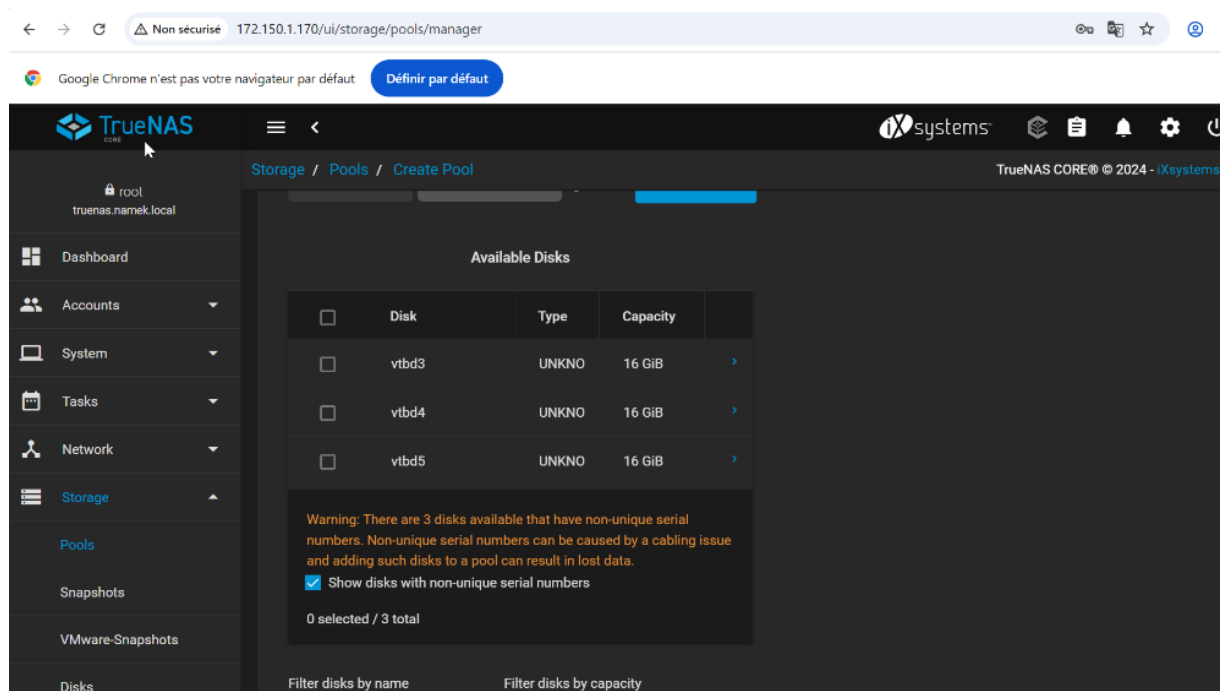 Non sécurisé 172.150.1.170/ui/storage/pools/manager
Google Chrome n'est pas votre navigateur par défaut Définir par défaut
TrueNAS
CORE
iXsystems
Storage / Pools / Create Pool
TrueNAS CORE® © 2024 - iXsystems
root
truenas.namek.local
Dashboard
Accounts
System
Tasks
Network
Storage
Pools
Snapshots
VMware-Snapshots
Disks
Available Disks
Disk Type Capacity
vtbd3 UNKNO 16 GiB
vtbd4 UNKNO 16 GiB
vtbd5 UNKNO 16 GiB
Warning: There are 3 disks available that have non-unique serial
numbers. Non-unique serial numbers can be caused by a cabling issue
and adding such disks to a pool can result in lost
data.
Show disks with non-unique serial numbers
0 selected / 3 total
Filter disks by name Filter disks by capacity